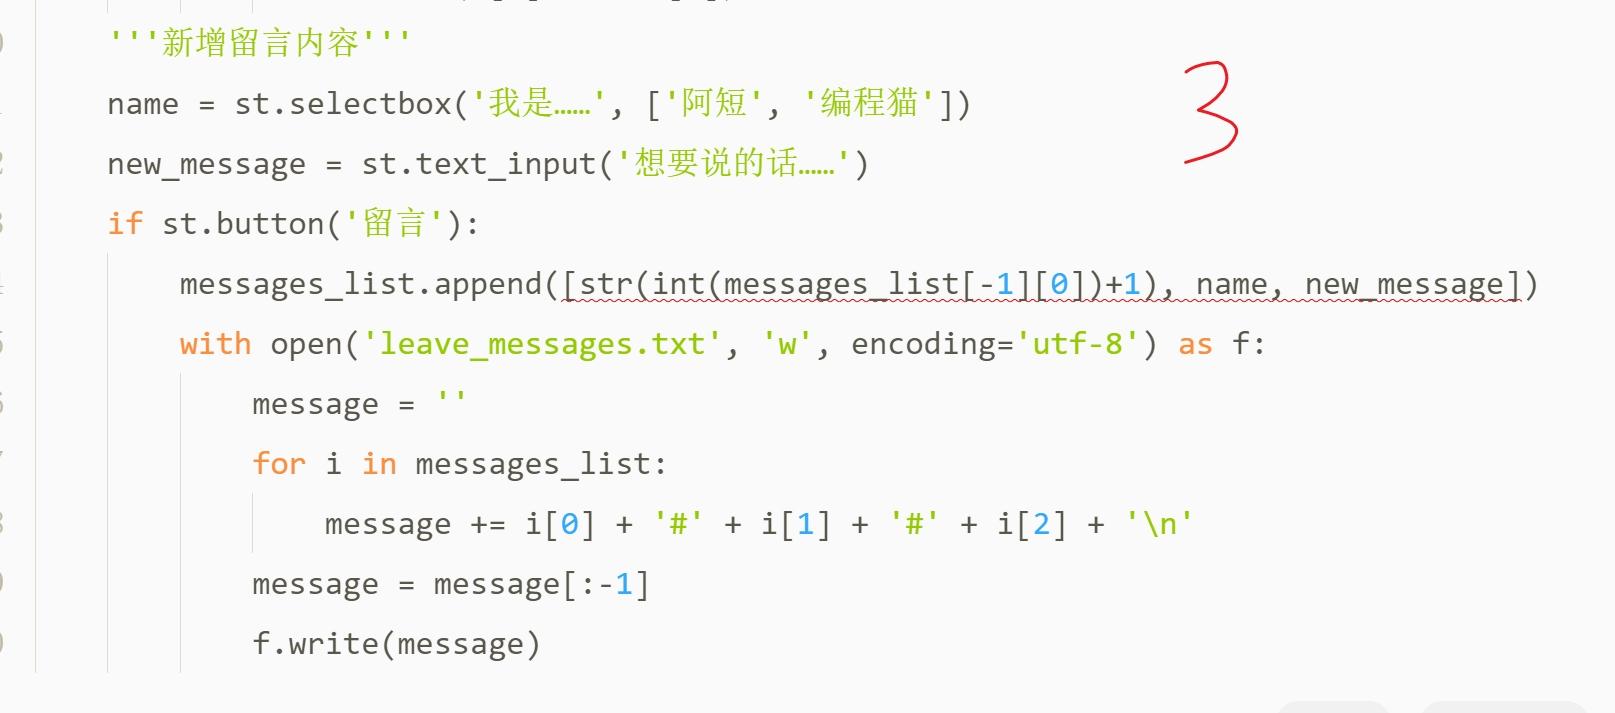 '''新增留言内容'''
name = st.selectbox('我是……', ['阿短', '编程猫'])
3
new_message = st.text_input('想要说的话……')
if st.button('留言'):
messages_list.append([str(int(messages_list[-1][0])+1), name, new_message])
with open('leave_messages.txt', 'w', encoding='utf-8') as f:
message = ''
for i in messages_list:
message += i[0] + '#' + i[1] + '#' + i[2] + '\n'
message = message[:-1]
f.write(message)